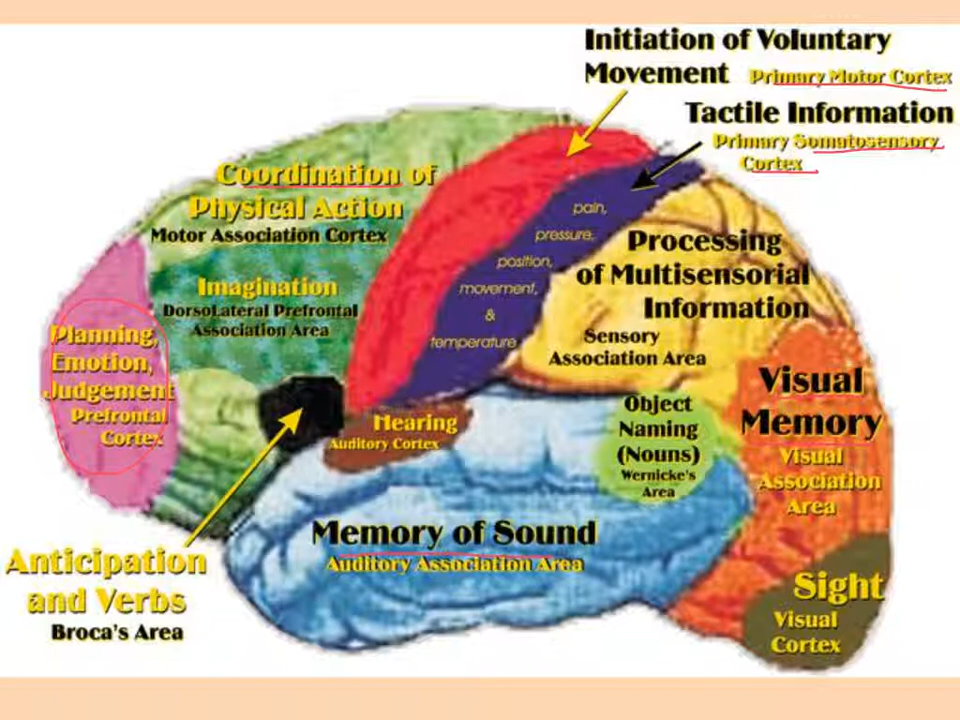 Initiation of Voluntary
Movement Primary Motor Cortex
Tactile Information
Primary Somatosensory
Cortex
Coordination of
Physical Action
Motor Association Cortex
Imagination
DorsoLateral Prefrontal
Association Area
pain,
pressure,
position,
movement,
&
temperature
Processing
of Multisensorial
Information
Sensory
Association Area
Planning,
Emotion,
Judgement
Prefrontal
Cortex
Hearing
Auditory Cortex
Object
Naming
(Nouns)
Wernicke's
Area
Visual
Memory
Visual
Association
Area
Memory of Sound
Auditory Association Area
Anticipation
and Verbs
Broca's Area
Sight
Visual
Cortex